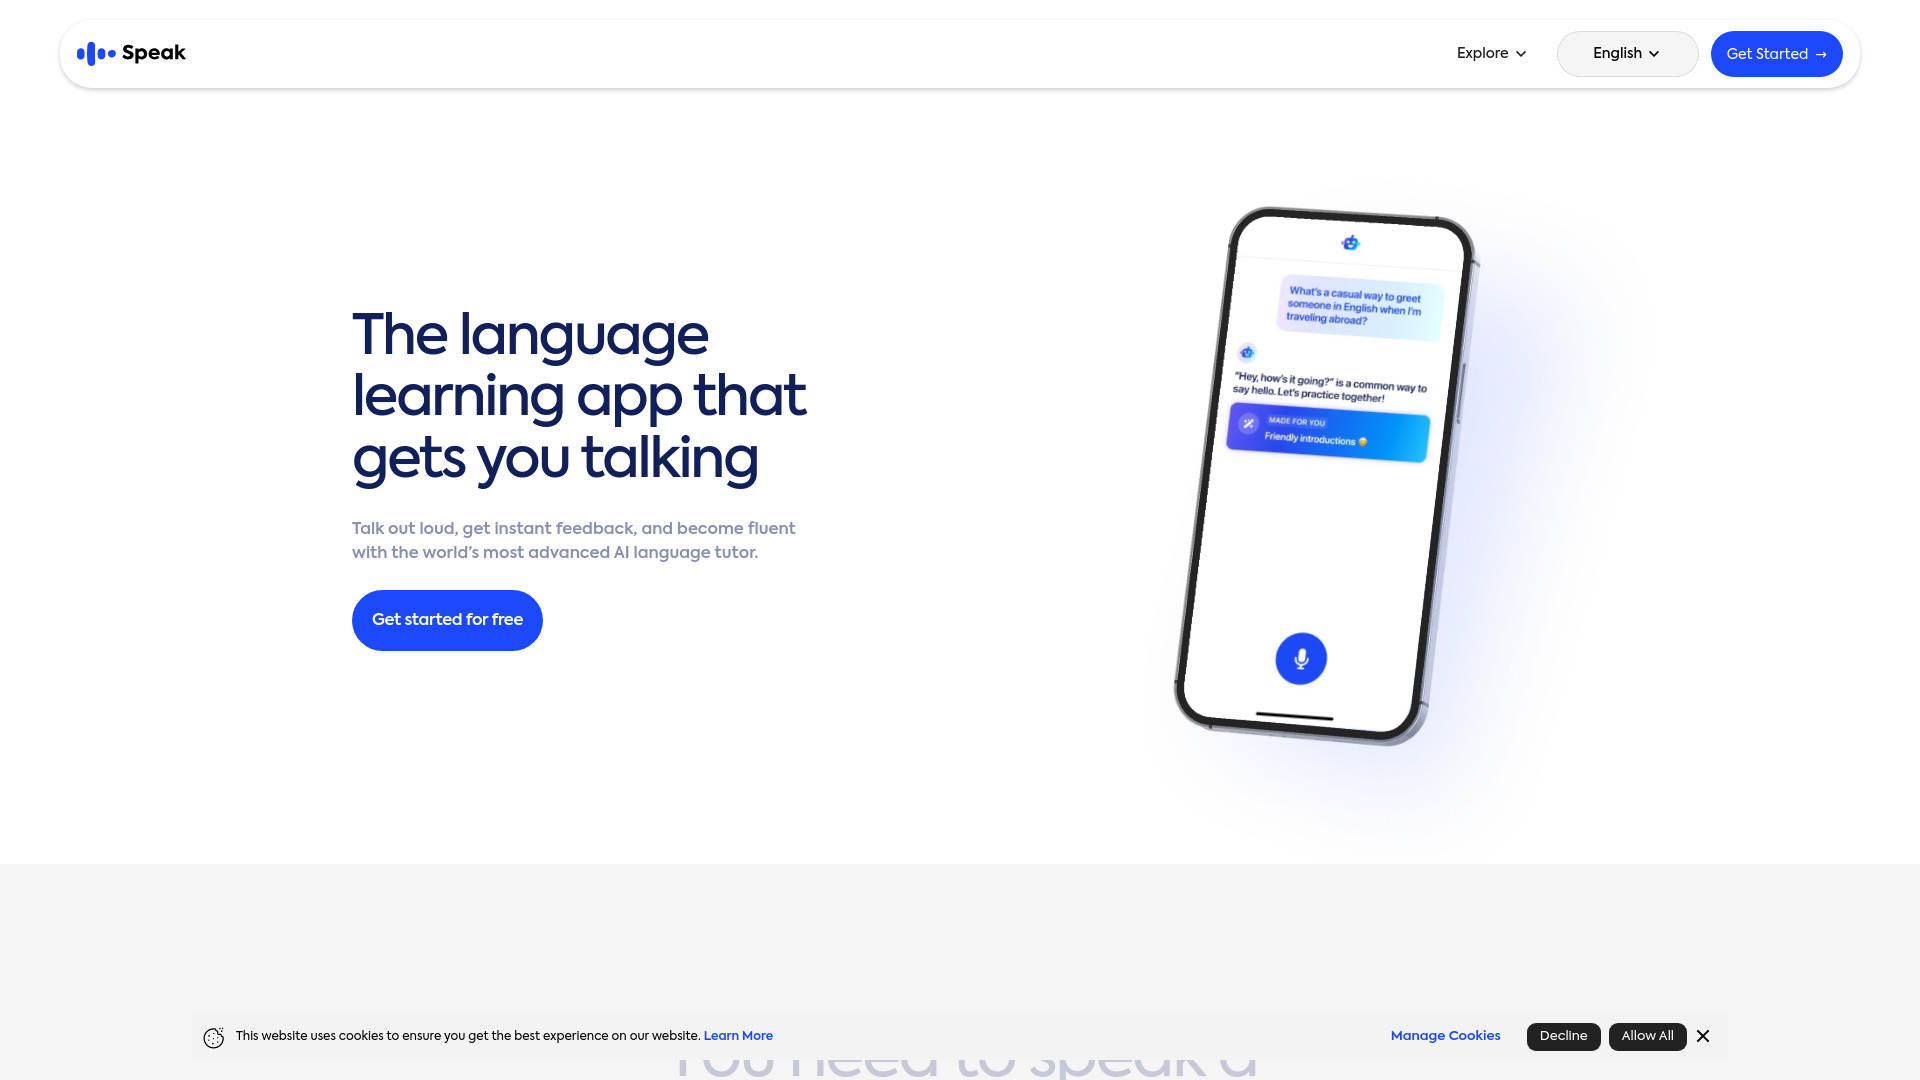 Speak
Explore
English
Get Started →
The language
learning app that
gets you talking
Talk out loud, get instant feedback, and become fluent
with the world's most advanced AI language tutor.
Get started for free
What's a casual way to greet
someone in English when I'm
traveling abroad?
"Hey, how's it going?" is a common way to
say hello. Let's practice together!
MADE FOR YOU
Friendly introductions 😀
This website uses cookies to ensure you get the best experience on our website. Learn More
Manage Cookies
Decline
Allow All
You need to speak a